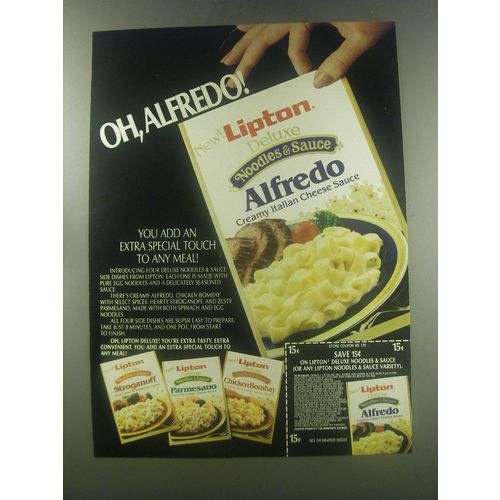 OH, ALFREDO!
New! Lipton®
Deluxe
Noodles & Sauce
Alfredo
Creamy Italian Cheese Sauce
YOU ADD AN
EXTRA SPECIAL TOUCH
TO ANY MEAL!
INTRODUCING FOUR DELUXE NOODLES & SAUCE
SIDE DISHES FROM LIPTON. EACH ONE IS MADE WITH
PURE EGG NOODLES AND A DELICATELY SEASONED
SAUCE.
THERE'S CREAMY ALFREDO, CHICKEN BOMBAY
WITH SELECT SPICES, HEARTY STROGANOFF AND ZESTY
PARMESANO, MADE WITH BOTH SPINACH AND EGG
NOODLES.
ALL FOUR SIDE DISHES ARE SUPER EASY TO PREPARE.
TAKE JUST 8 MINUTES, AND ONE POT, FROM START
TO FINISH.
OH, LIPTON DELUXE! YOU'RE EXTRA TASTY, EXTRA
CONVENIENT. YOU ADD AN EXTRA SPECIAL TOUCH TO
ANY MEAL!
Lipton
Stroganoff
Lipton
Parmesano
Lipton
Chicken Bombay
15¢
STORE COUPON
15¢
SAVE 15¢
ON LIPTON® DELUXE NOODLES & SAUCE
(OR ANY LIPTON NOODLES & SAUCE VARIETY).
Lipton
Noodles & Sauce
Alfredo
15¢